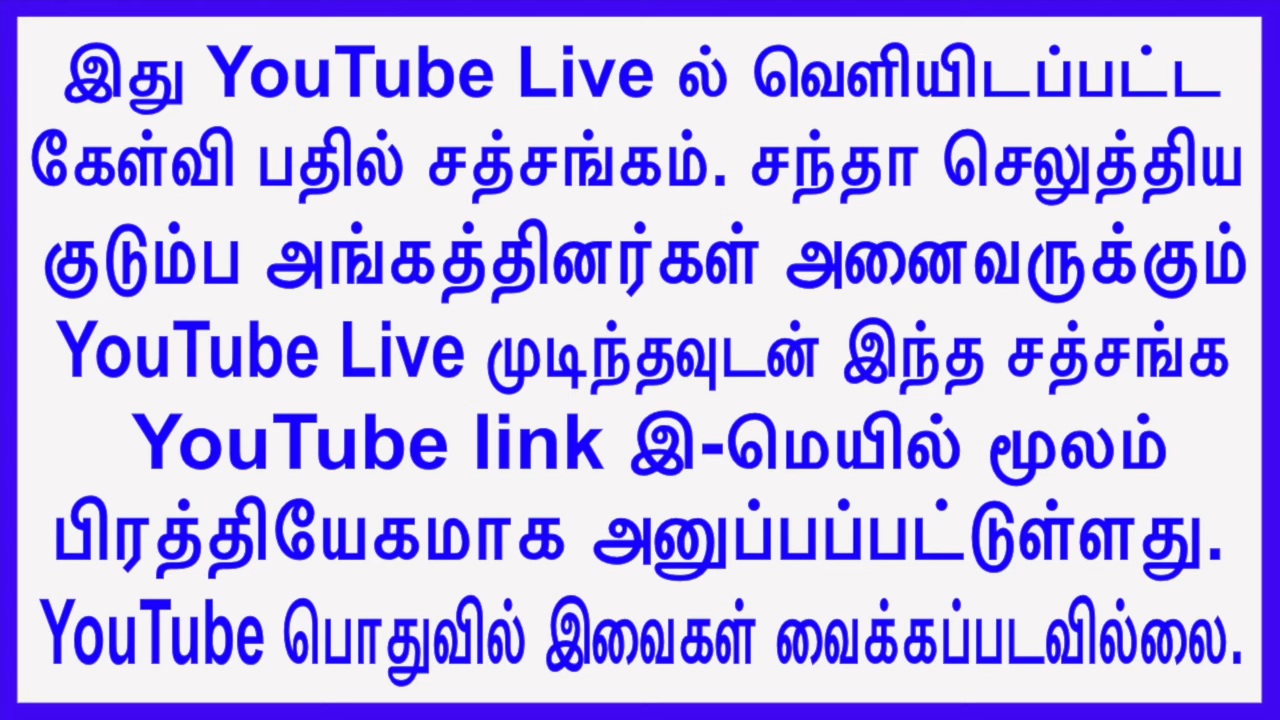 இது YouTube Live ல் வெளியிடப்பட்ட
கேள்வி பதில் சத்சங்கம். சந்தா செலுத்திய
குடும்ப அங்கத்தினர்கள் அனைவருக்கும்
YouTube Live முடிந்தவுடன் இந்த சத்சங்க
YouTube link இ-மெயில் மூலம்
பிரத்தியேகமாக அனுப்பப்பட்டுள்ளது.
YouTube பொதுவில் இவைகள் வைக்கப்படவில்லை.